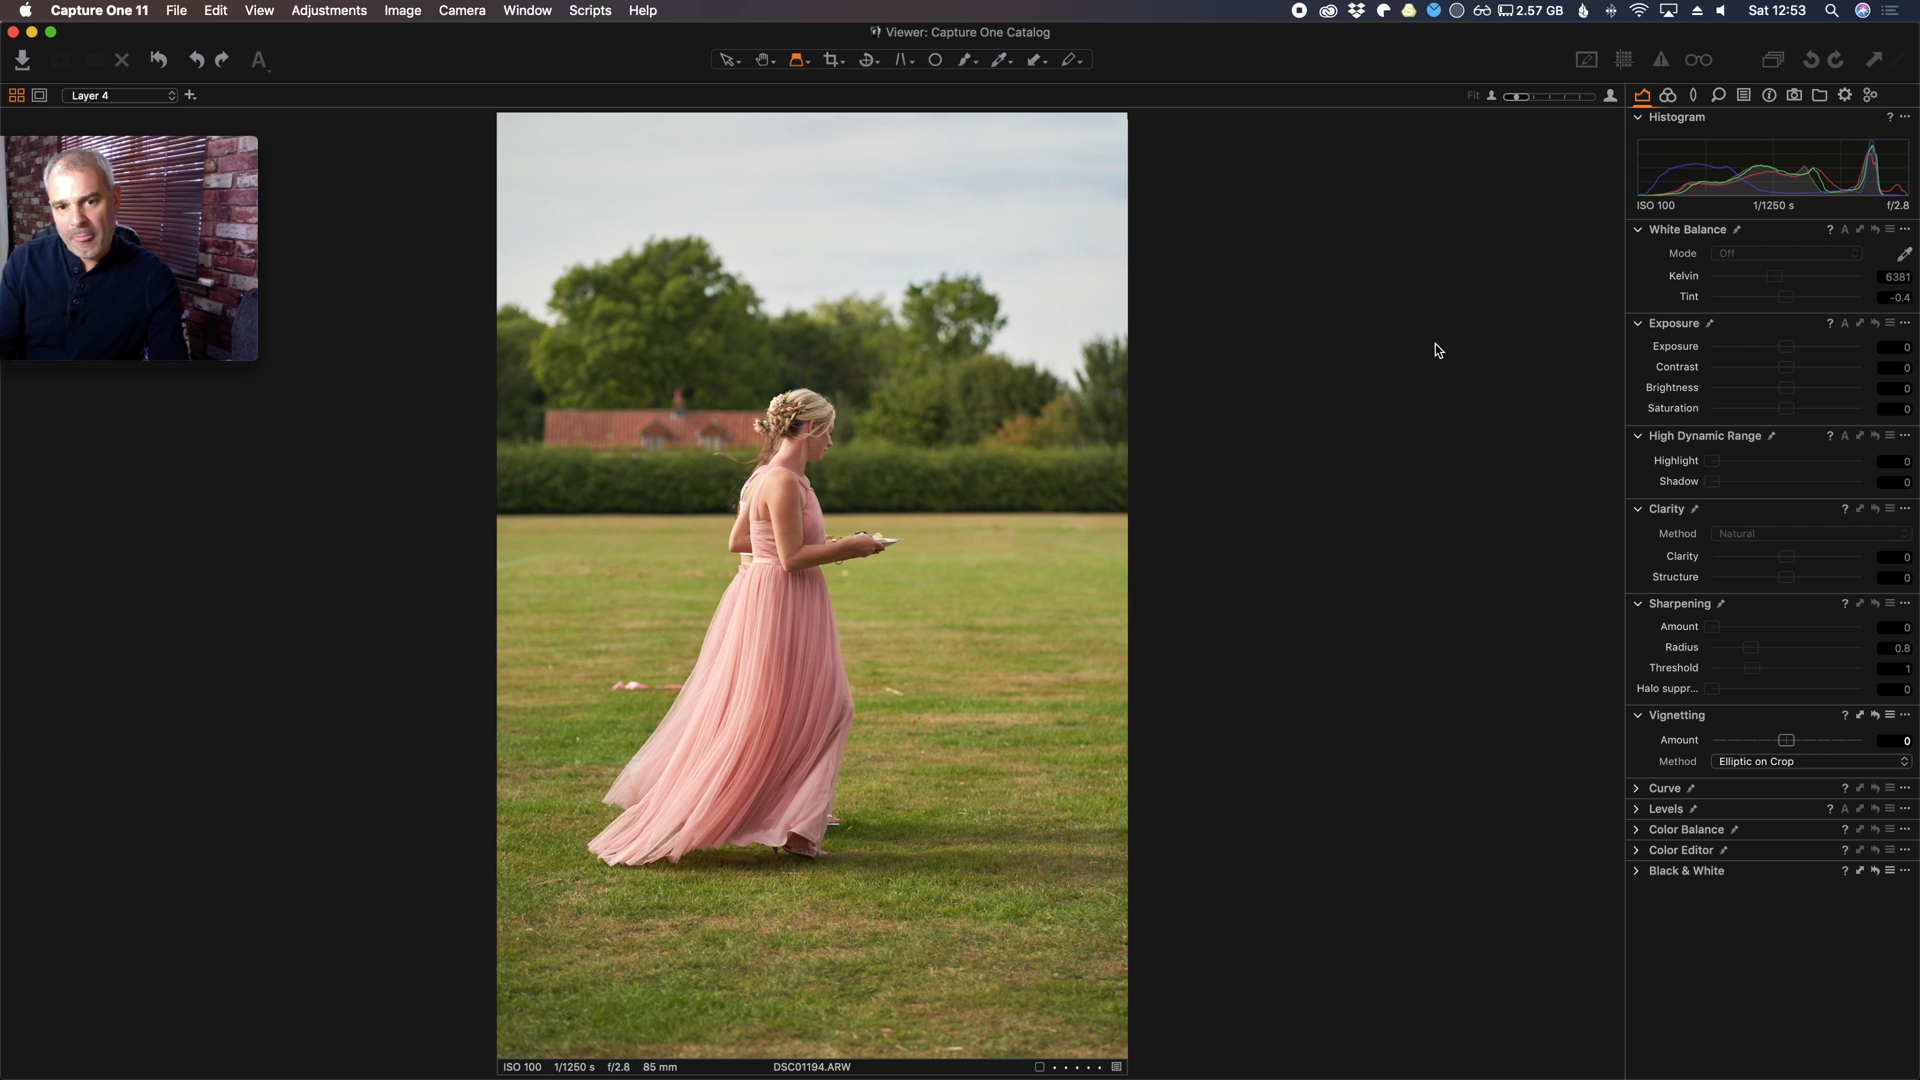 Capture One 11 File Edit View Adjustments Image Camera Window Scripts Help 2.57 GB Sat 12:53
Viewer: Capture One Catalog
A
Layer 4 Fit
Histogram ?
ISO 100 1/1250 s f/2.8
White Balance ? A
Mode Off
Kelvin 6381
Tint -0.4
Exposure ? A
Exposure 0
Contrast 0
Brightness 0
Saturation 0
High Dynamic Range ? A
Highlight 0
Shadow 0
Clarity ?
Method Natural
Clarity 0
Structure 0
Sharpening ?
Amount 0
Radius 0.8
Threshold 1
Halo suppr... 0
Vignetting ?
Amount 0
Method Elliptic on Crop
Curve ?
Levels ? A
Color Balance ?
Color Editor ?
Black & White ?
ISO 100 1/1250 s f/2.8 85 mm DSC01194.ARW